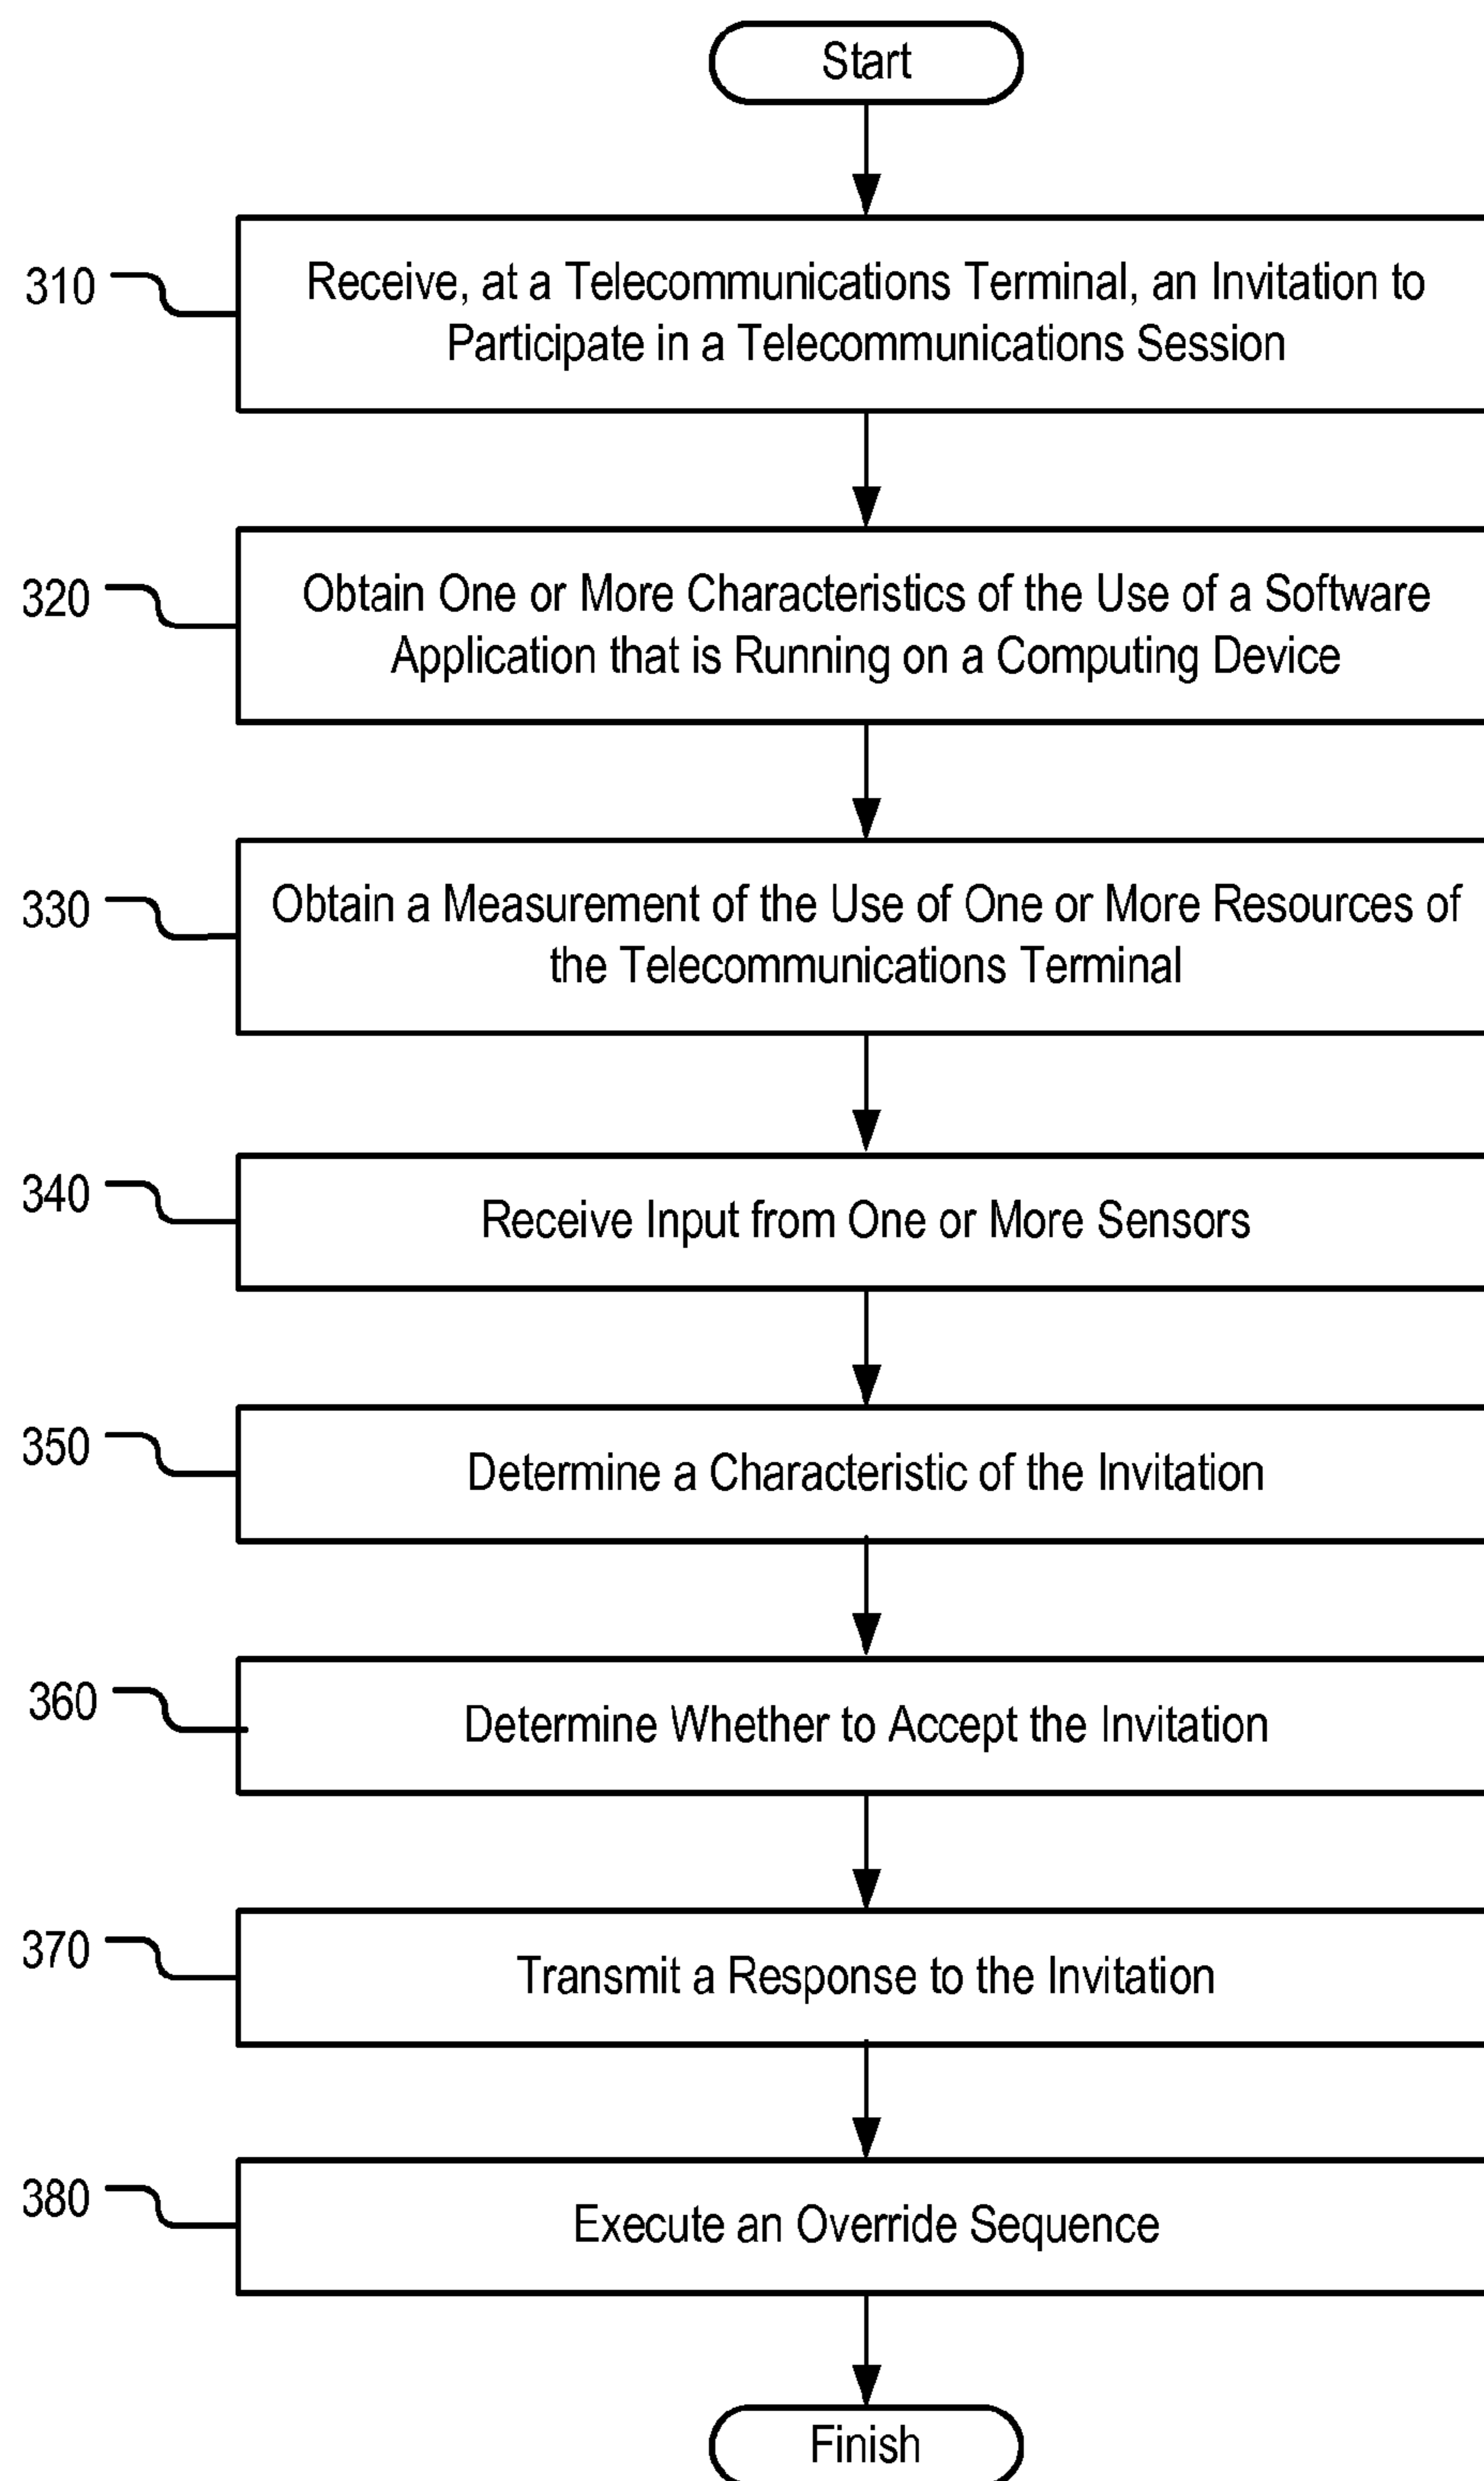 Start
310
Receive, at a Telecommunications Terminal, an Invitation to
Participate in a Telecommunications Session
320
Obtain One or More Characteristics of the Use of a Software
Application that is Running on a Computing Device
330
Obtain a Measurement of the Use of One or More Resources of
the Telecommunications Terminal
340
Receive Input from One or More Sensors
350
Determine a Characteristic of the Invitation
360
Determine Whether to Accept the Invitation
370
Transmit a Response to the Invitation
380
Execute an Override Sequence
Finish